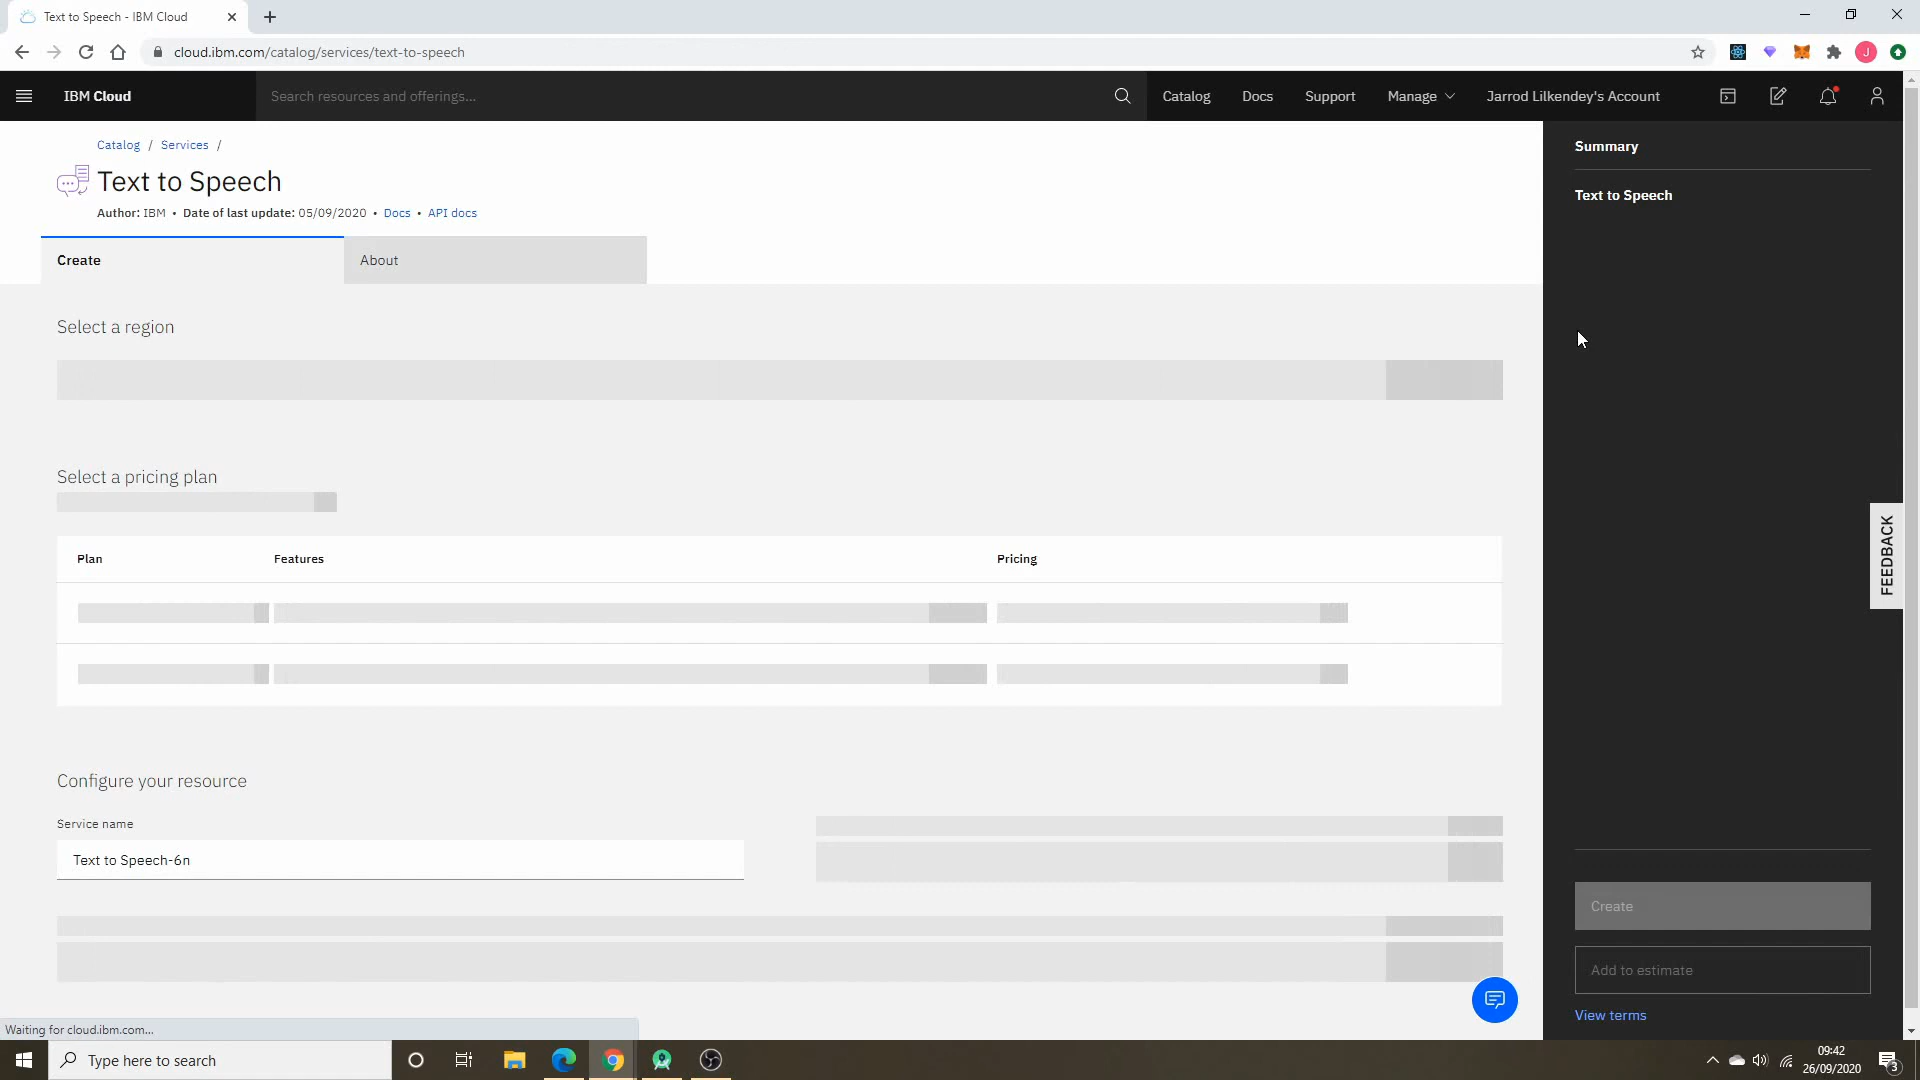 Text to Speech - IBM Cloud
cloud.ibm.com/catalog/services/text-to-speech
J
IBM Cloud
Search resources and offerings...
Catalog
Docs
Support
Manage
Jarrod Lilkendey's Account
Catalog / Services /
Text to Speech
Author: IBM • Date of last update: 05/09/2020 • Docs • API docs
Create
About
Select a region
Select a pricing plan
Plan
Features
Pricing
Configure your resource
Service name
Text to Speech-6n
Summary
Text to Speech
FEEDBACK
Create
Add to estimate
View terms
Waiting for cloud.ibm.com...
Type here to search
09:42
26/09/2020
3